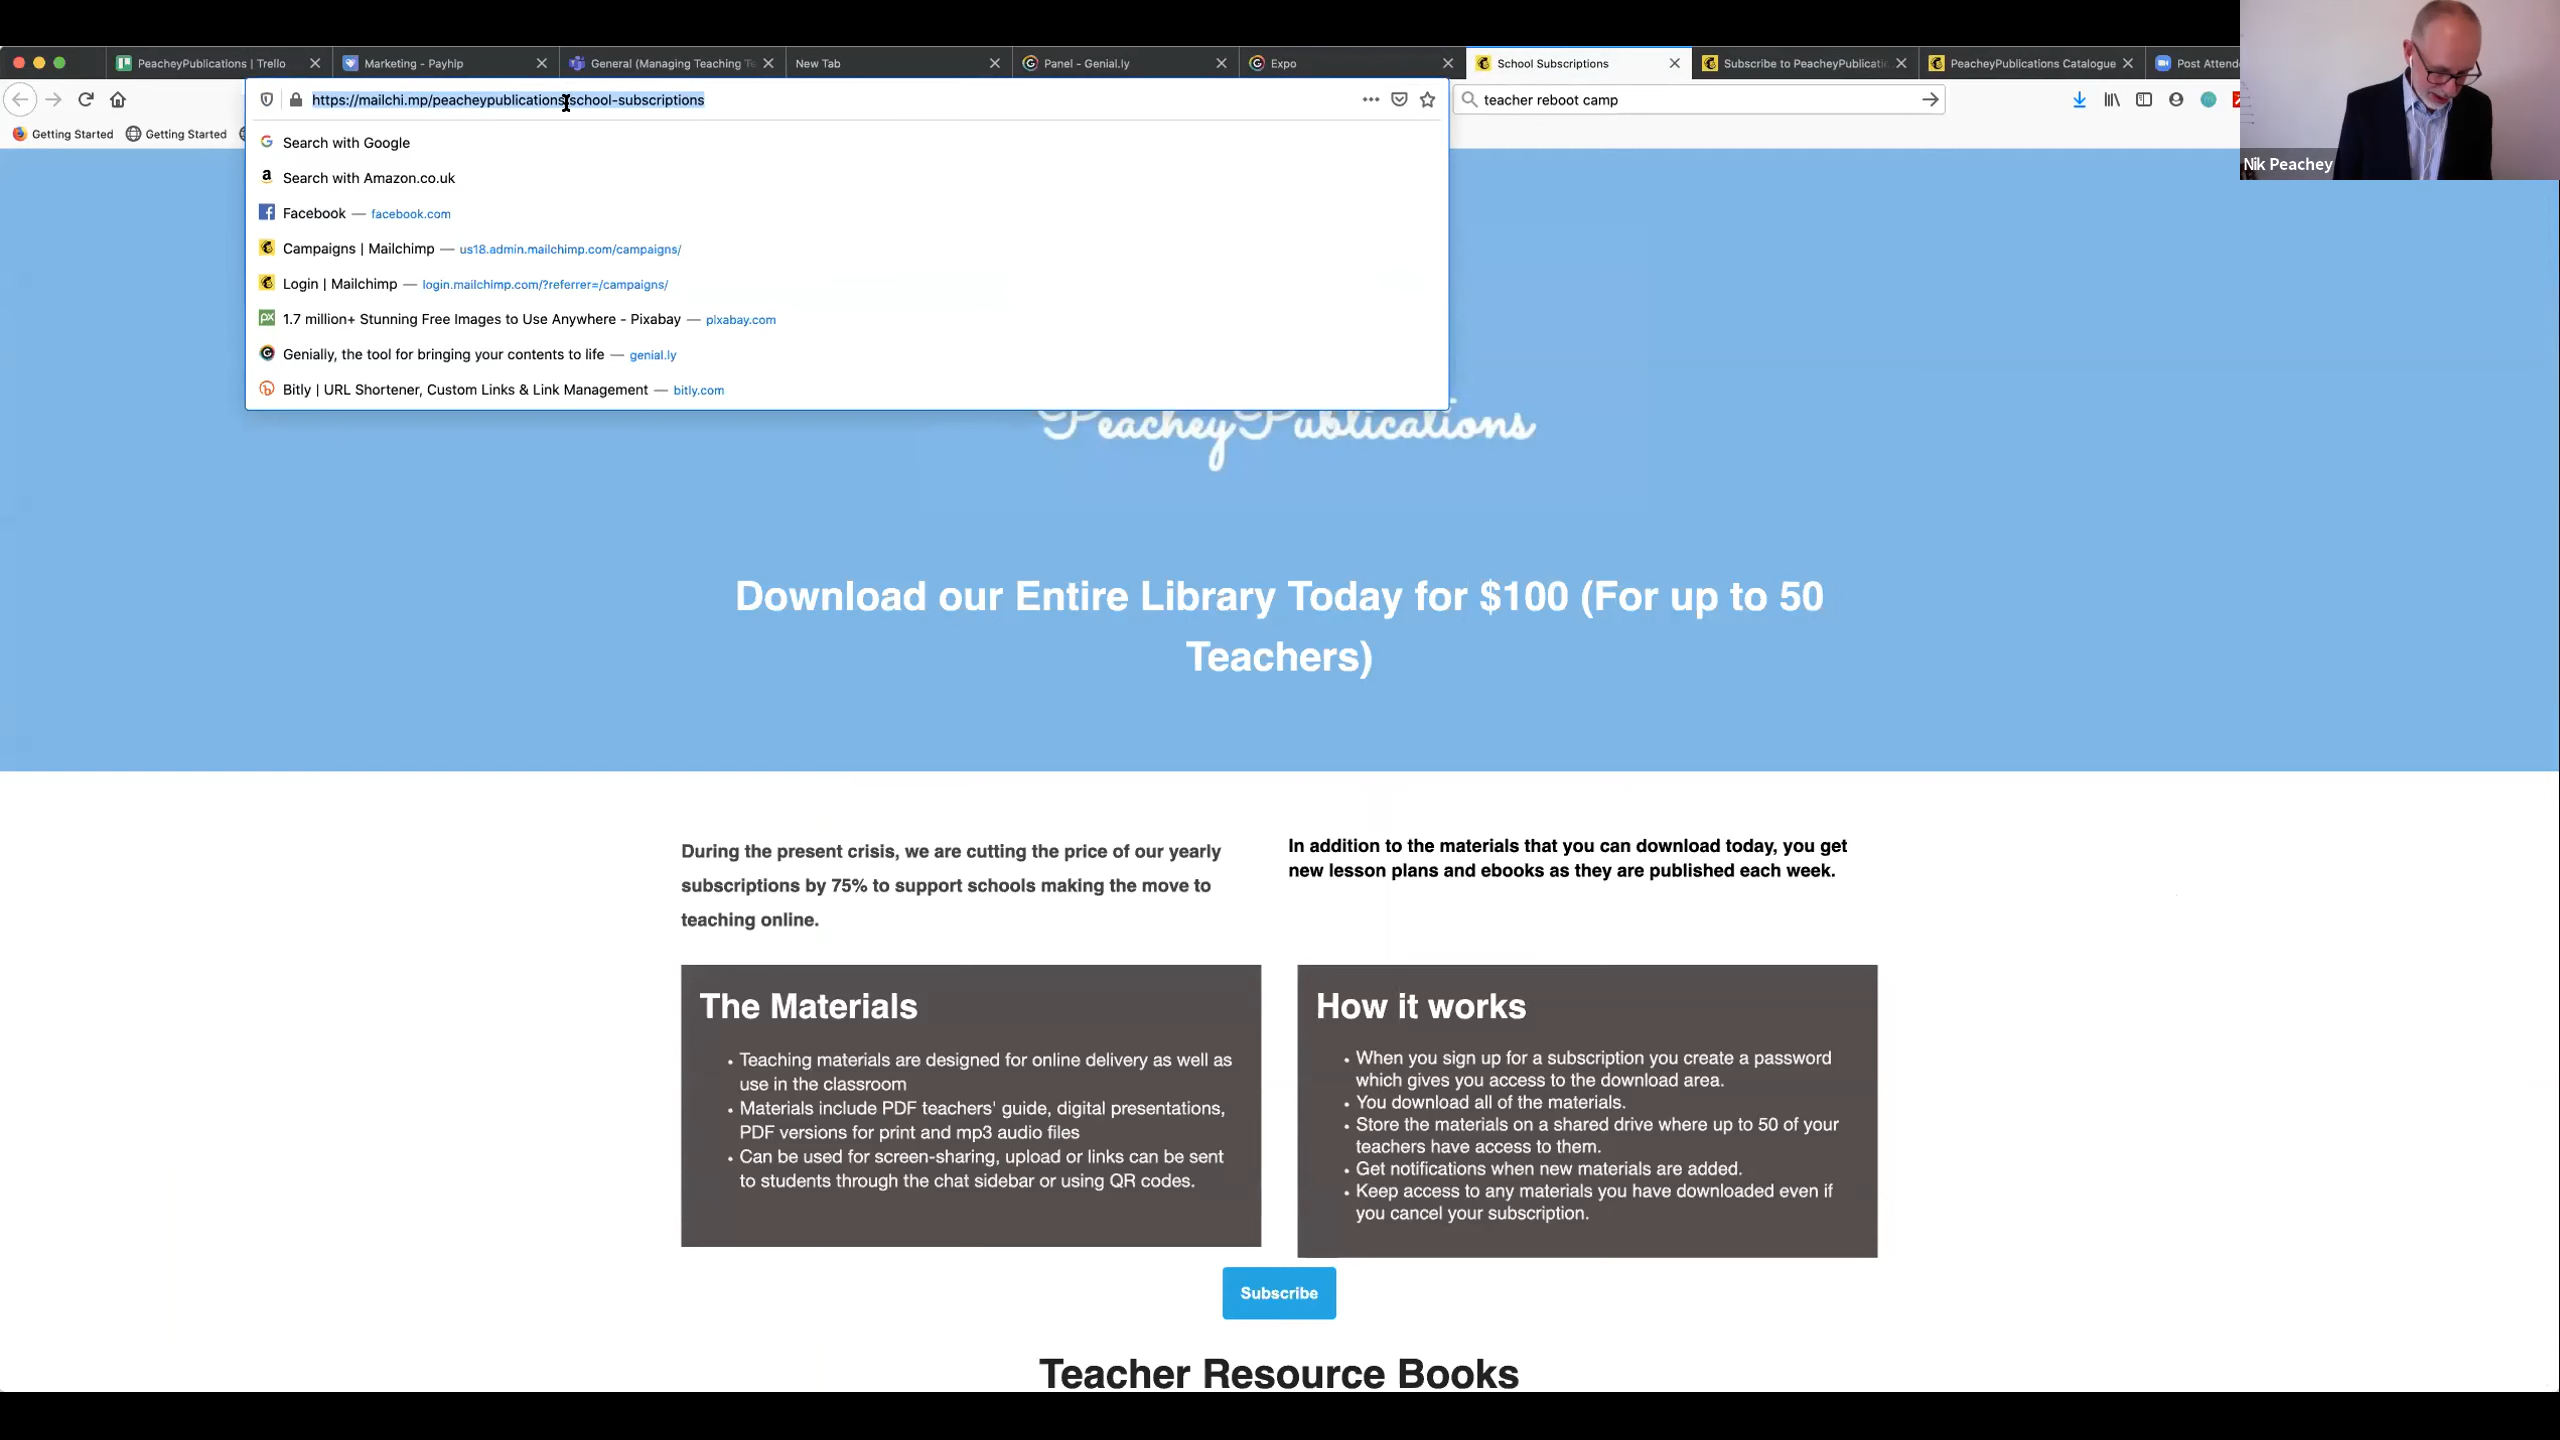 PeacheyPublications | Trello
Marketing - Payhip
General (Managing Teaching Te
New Tab
Panel - Genial.ly
Expo
School Subscriptions
Subscribe to PeacheyPublicatio
PeacheyPublications Catalogue
Post Attend
https://mailchi.mp/peacheypublications/school-subscriptions
teacher reboot camp
Getting Started
Getting Started
Search with Google
Search with Amazon.co.uk
Facebook — facebook.com
Campaigns | Mailchimp — us18.admin.mailchimp.com/campaigns/
Login | Mailchimp — login.mailchimp.com/?referrer=/campaigns/
1.7 million+ Stunning Free Images to Use Anywhere - Pixabay — pixabay.com
Genially, the tool for bringing your contents to life — genial.ly
Bitly | URL Shortener, Custom Links & Link Management — bitly.com
Nik Peachey
PeacheyPublications
Download our Entire Library Today for $100 (For up to 50
Teachers)
During the present crisis, we are cutting the price of our yearly
subscriptions by 75% to support schools making the move to
teaching online.
In addition to the materials that you can download today, you get
new lesson plans and ebooks as they are published each week.
The Materials
• Teaching materials are designed for online delivery as well as
use in the classroom
• Materials include PDF teachers' guide, digital presentations,
PDF versions for print and mp3 audio files
• Can be used for screen-sharing, upload or links can be sent
to students through the chat sidebar or using QR codes.
How it works
• When you sign up for a subscription you create a password
which gives you access to the download area.
• You download all of the materials.
• Store the materials on a shared drive where up to 50 of your
teachers have access to them.
• Get notifications when new materials are added.
• Keep access to any materials you have downloaded even if
you cancel your subscription.
Subscribe
Teacher Resource Books